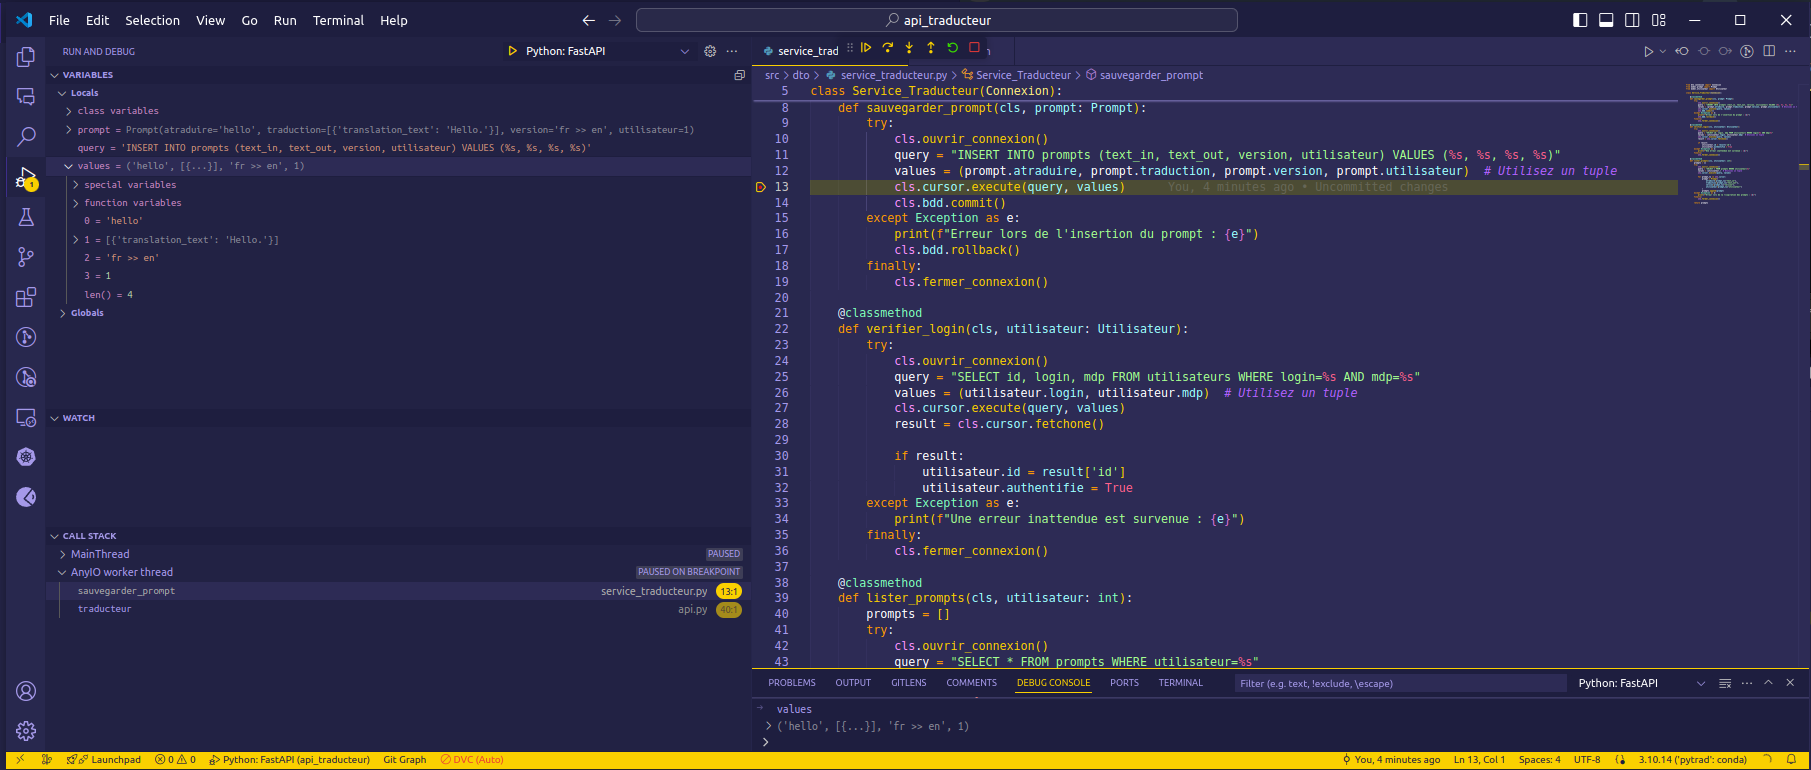 File Edit Selection View Go Run Terminal Help
api_traducteur
RUN AND DEBUG
Python: FastAPI
VARIABLES
Locals
class variables
prompt = Prompt(atraduire='hello', traduction=[{'translation_text': 'Hello.'}], version='fr >> en', utilisateur=1)
query = 'INSERT INTO prompts (text_in, text_out, version, utilisateur) VALUES (%s, %s, %s, %s)'
values = ('hello', [{...}], 'fr >> en', 1)
special variables
function variables
0 = 'hello'
1 = [{'translation_text': 'Hello.'}]
2 = 'fr >> en'
3 = 1
len() = 4
Globals
WATCH
CALL STACK
MainThread PAUSED
AnyIO worker thread PAUSED ON BREAKPOINT
sauvegarder_prompt service_traducteur.py 13:1
traducteur api.py 40:1
1
service_trad
src > dto > service_traducteur.py > Service_Traducteur > sauvegarder_prompt
5 class Service_Traducteur(Connexion):
8 def sauvegarder_prompt(cls, prompt: Prompt):
9 try:
10 cls.ouvrir_connexion()
11 query = "INSERT INTO prompts (text_in, text_out, version, utilisateur) VALUES (%s, %s, %s, %s)"
12 values = (prompt.atraduire, prompt.traduction, prompt.version, prompt.utilisateur) # Utilisez un tuple
13 cls.cursor.execute(query, values) You, 4 minutes ago • Uncommitted changes
14 cls.bdd.commit()
15 except Exception as e:
16 print(f"Erreur lors de l'insertion du prompt : {e}")
17 cls.bdd.rollback()
18 finally:
19 cls.fermer_connexion()
20
21 @classmethod
22 def verifier_login(cls, utilisateur: Utilisateur):
23 try:
24 cls.ouvrir_connexion()
25 query = "SELECT id, login, mdp FROM utilisateurs WHERE login=%s AND mdp=%s"
26 values = (utilisateur.login, utilisateur.mdp) # Utilisez un tuple
27 cls.cursor.execute(query, values)
28 result = cls.cursor.fetchone()
29
30 if result:
31 utilisateur.id = result['id']
32 utilisateur.authentifie = True
33 except Exception as e:
34 print(f"Une erreur inattendue est survenue : {e}")
35 finally:
36 cls.fermer_connexion()
37
38 @classmethod
39 def lister_prompts(cls, utilisateur: int):
40 prompts = []
41 try:
42 cls.ouvrir_connexion()
43 query = "SELECT * FROM prompts WHERE utilisateur=%s"
PROBLEMS OUTPUT GITLENS COMMENTS DEBUG CONSOLE PORTS TERMINAL Filter (e.g. text, !exclude, \escape) Python: FastAPI
values
('hello', [{...}], 'fr >> en', 1)
Launchpad 0 0 Python: FastAPI (api_traducteur) Git Graph DVC (Auto) You, 4 minutes ago Ln 13, Col 1 Spaces: 4 UTF-8 3.10.14 ('pytrad': conda)